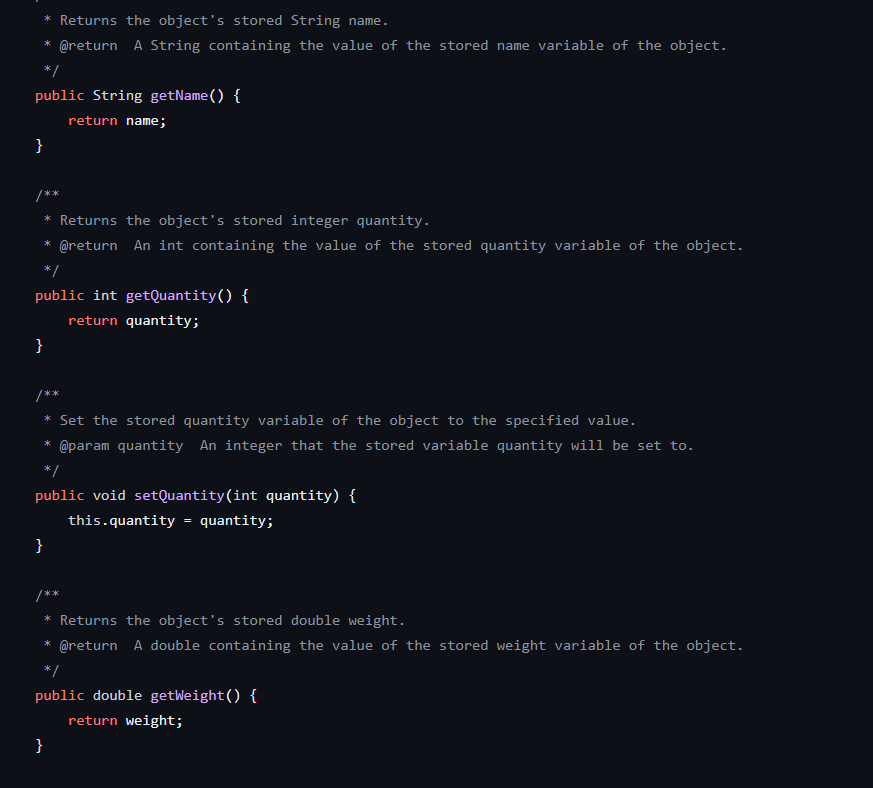 * Returns the object's stored String name.
* @return  A String containing the value of the stored name variable of the object.
*/
public String getName() {
    return name;
}

/**
 * Returns the object's stored integer quantity.
 * @return  An int containing the value of the stored quantity variable of the object.
 */
public int getQuantity() {
    return quantity;
}

/**
 * Set the stored quantity variable of the object to the specified value.
 * @param quantity  An integer that the stored variable quantity will be set to.
 */
public void setQuantity(int quantity) {
    this.quantity = quantity;
}

/**
 * Returns the object's stored double weight.
 * @return  A double containing the value of the stored weight variable of the object.
 */
public double getWeight() {
    return weight;
}